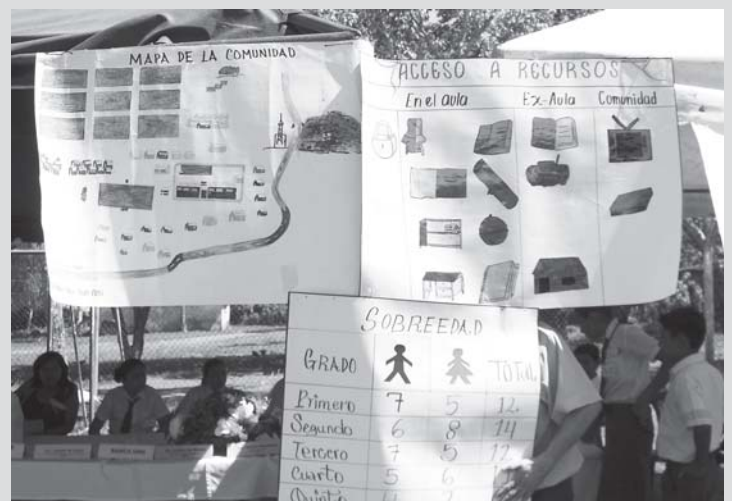 MAPA DE LA COMUNIDAD
ACCESO A RECURSOS
En el aula Ex-Aula Comunidad
SOBREEDAD
GRADO TOTAL
Primero 7 5 12
Segundo 6 8 14
Tercero 7 5 12
Cuarto 5 6
Quinto